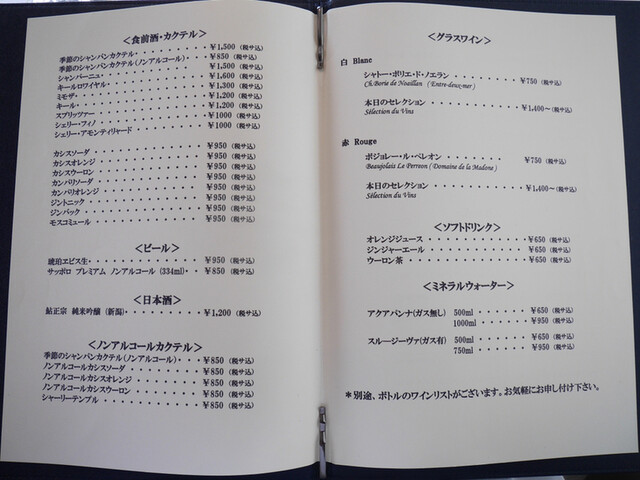 ＜食前酒・カクテル＞
季節のシャンパンカクテル・・・・・・・・￥1,500（税サ込）
季節のシャンパンカクテル（ノンアルコール）・・￥850（税サ込）
シャンパーニュ・・・・・・・・・・・・￥1,500（税サ込）
キールロワイヤル・・・・・・・・・・・￥1,600（税サ込）
ミモザ・・・・・・・・・・・・・・・￥1,300（税サ込）
キール・・・・・・・・・・・・・・・￥1,200（税サ込）
スプリッツァー・・・・・・・・・・・・￥1,200（税サ込）
シェリー・フィノ・・・・・・・・・・・￥1000（税サ込）
シェリー・アモンティリャード・・・・・・￥1000（税サ込）
カシスソーダ・・・・・・・・・・・・・￥950（税サ込）
カシスオレンジ・・・・・・・・・・・・￥950（税サ込）
カシスウーロン・・・・・・・・・・・・￥950（税サ込）
カンパリソーダ・・・・・・・・・・・・￥950（税サ込）
カンパリオレンジ・・・・・・・・・・・￥950（税サ込）
ジントニック・・・・・・・・・・・・・￥950（税サ込）
ジンバック・・・・・・・・・・・・・・￥950（税サ込）
モスコミュール・・・・・・・・・・・・￥950（税サ込）
＜ビール＞
琥珀ヱビス生・・・・・・・・・・・・・￥950（税サ込）
サッポロ プレミアム ノンアルコール（334ml）・・￥850（税サ込）
＜日本酒＞
鮎正宗 純米吟醸（新潟）・・・・・・・・￥1,200（税サ込）
＜ノンアルコールカクテル＞
季節のシャンパンカクテル（ノンアルコール）・・￥850（税サ込）
ノンアルコールカシスソーダ・・・・・・・￥850（税サ込）
ノンアルコールカシスオレンジ・・・・・・￥850（税サ込）
ノンアルコールカシスウーロン・・・・・・￥850（税サ込）
シャーリーテンプル・・・・・・・・・・￥850（税サ込）
＜グラスワイン＞
白 Blanc
シャトー・ボリエ・ド・ノエラン・・・・・・・・￥750（税サ込）
Ch.Borie de Noaillan (Entre-deux-mer)
本日のセレクション・・・・・・・・・・・￥1,400～（税サ込）
Sélection du Vins
赤 Rouge
ボジョレー・ル・ペレオン・・・・・・・・・￥750（税サ込）
Beaujolais Le Perreon ( Domaine de la Madone )
本日のセレクション・・・・・・・・・・・￥1,400～（税サ込）
Sélection du Vins
＜ソフトドリンク＞
オレンジジュース・・・・・・・・・・・￥650（税サ込）
ジンジャーエール・・・・・・・・・・・￥650（税サ込）
ウーロン茶・・・・・・・・・・・・・・￥650（税サ込）
＜ミネラルウォーター＞
アクアパンナ（ガス無し） 500ml・・・・・・・￥650（税サ込）
1000ml・・・・・・・￥950（税サ込）
スルージーヴァ（ガス有） 500ml・・・・・・・￥650（税サ込）
750ml・・・・・・・￥950（税サ込）
＊別途、ボトルのワインリストがございます。お気軽にお申し付け下さい。